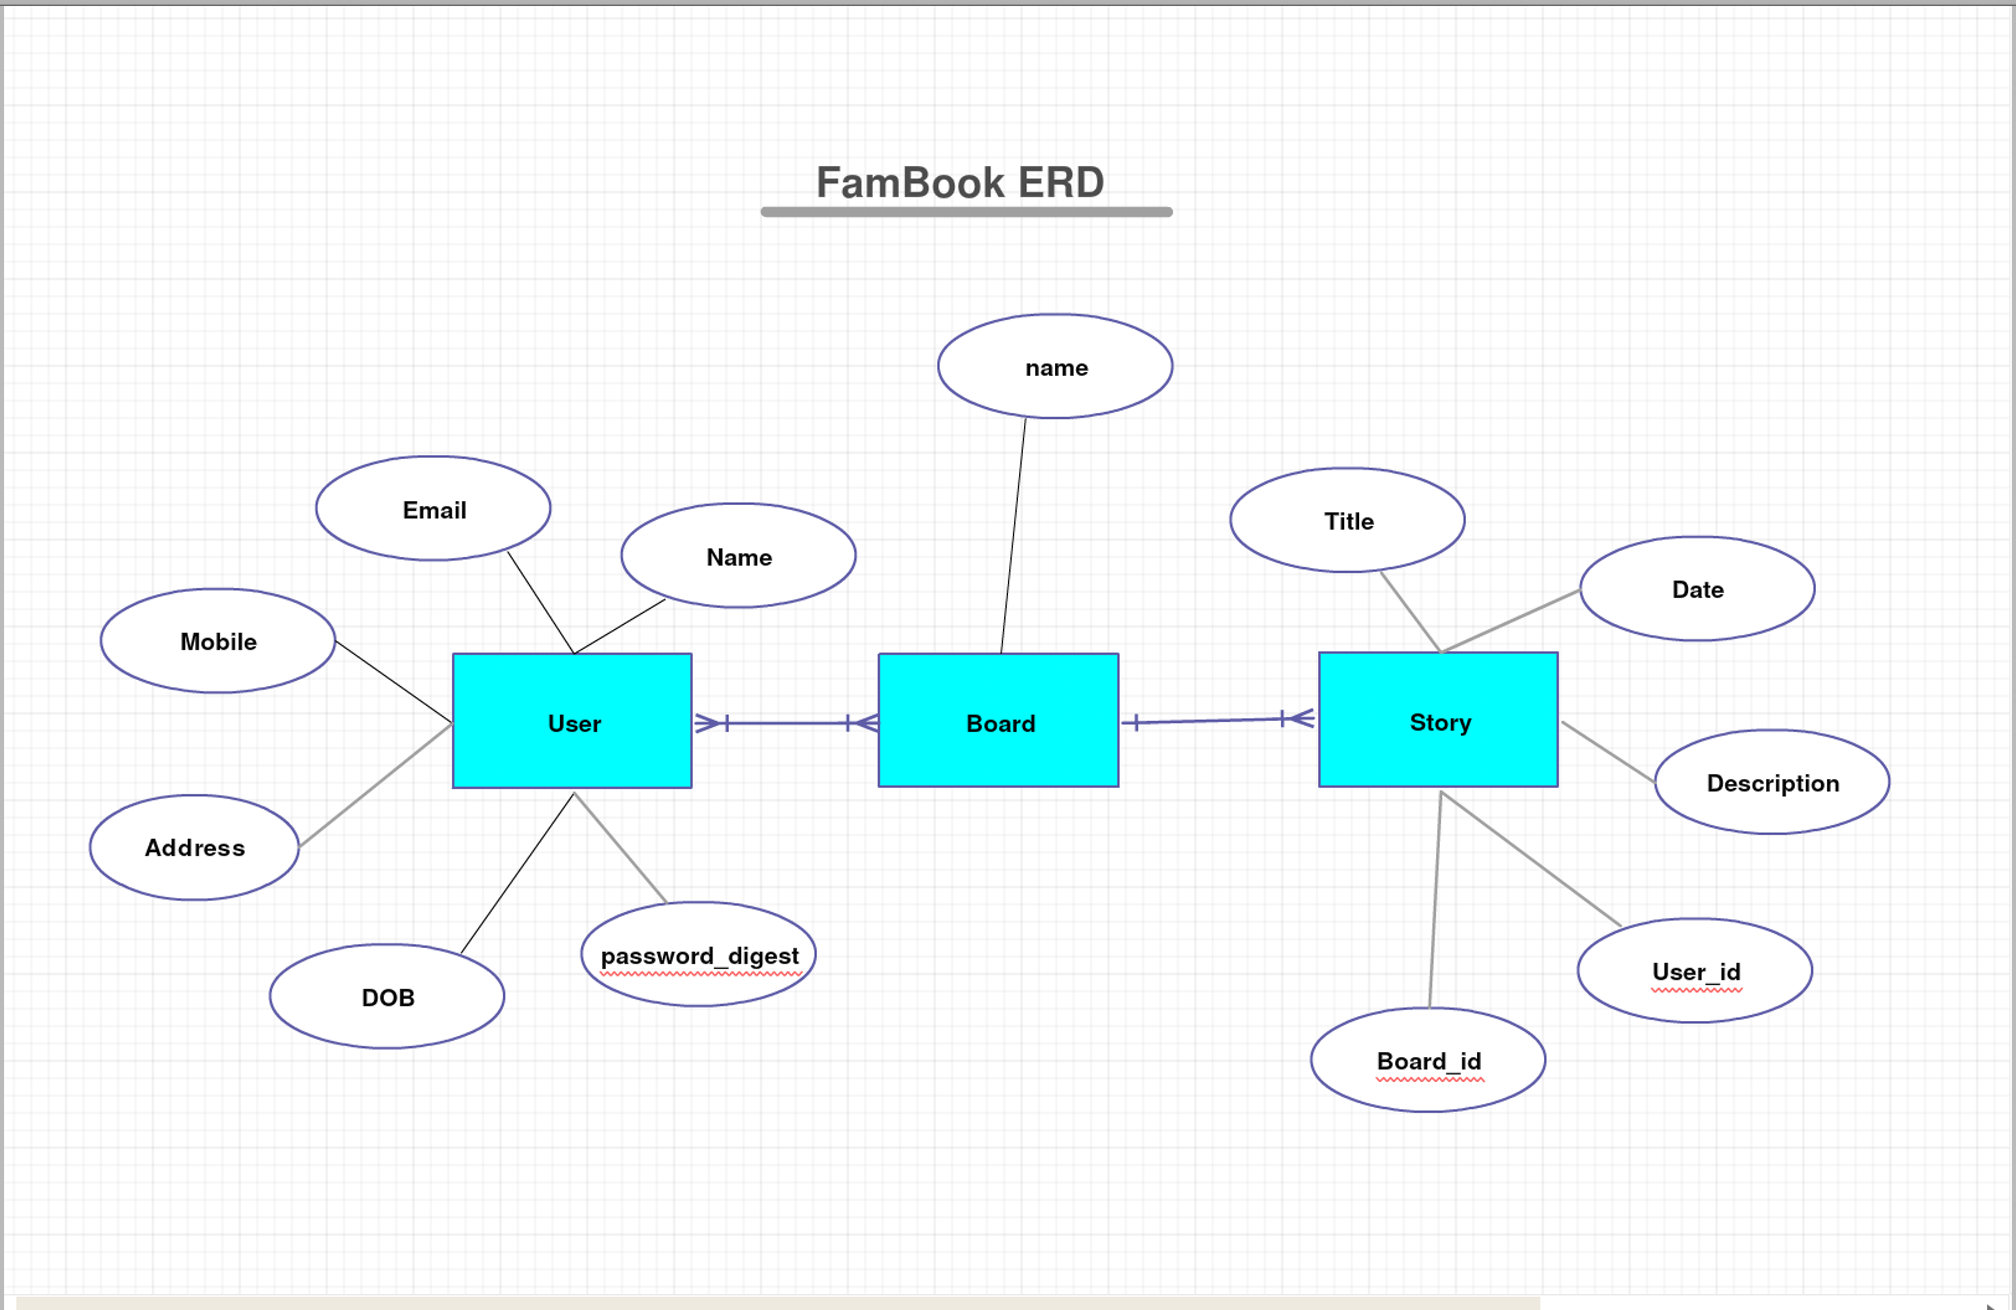 FamBook ERD
name
Email
Name
Title
Date
Mobile
User
Board
Story
Description
Address
password_digest
DOB
User_id
Board_id